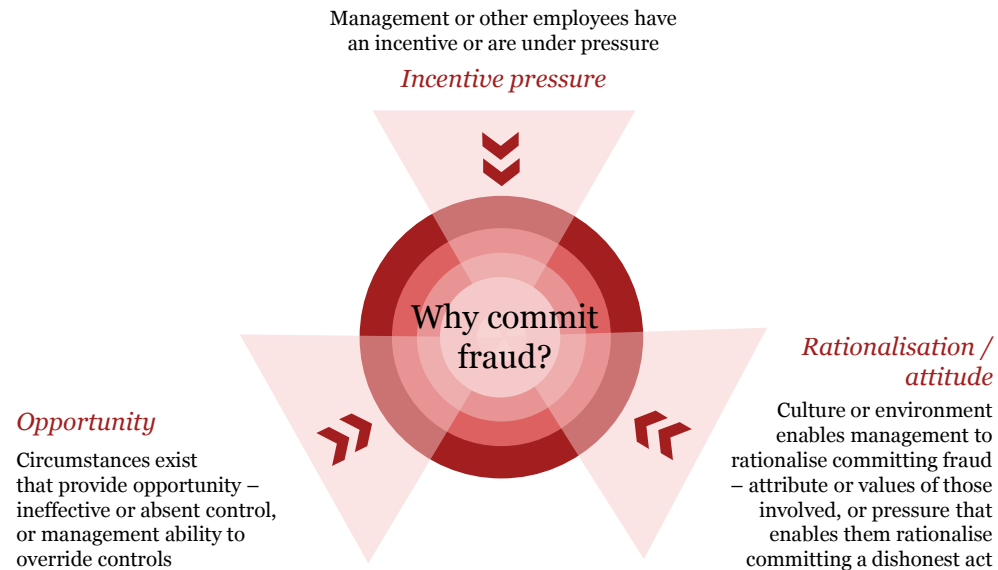 Management or other employees have
an incentive or are under pressure
Incentive pressure
Why commit
fraud?
Opportunity
Circumstances exist
that provide opportunity –
ineffective or absent control,
or management ability to
override controls
Rationalisation /
attitude
Culture or environment
enables management to
rationalise committing fraud
– attribute or values of those
involved, or pressure that
enables them rationalise
committing a dishonest act